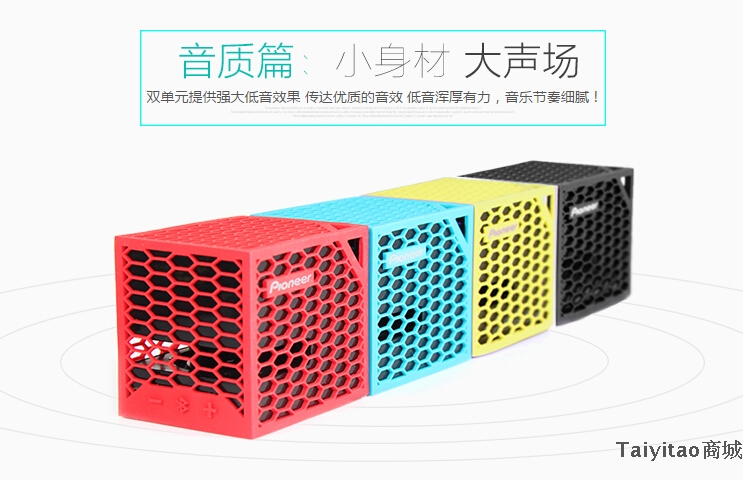 音质篇：小身材 大声场
双单元提供强大低音效果 传达优质的音效 低音浑厚有力，音乐节奏细腻！
Pioneer
Pioneer
Pioneer
Pioneer
Taiyitao商城